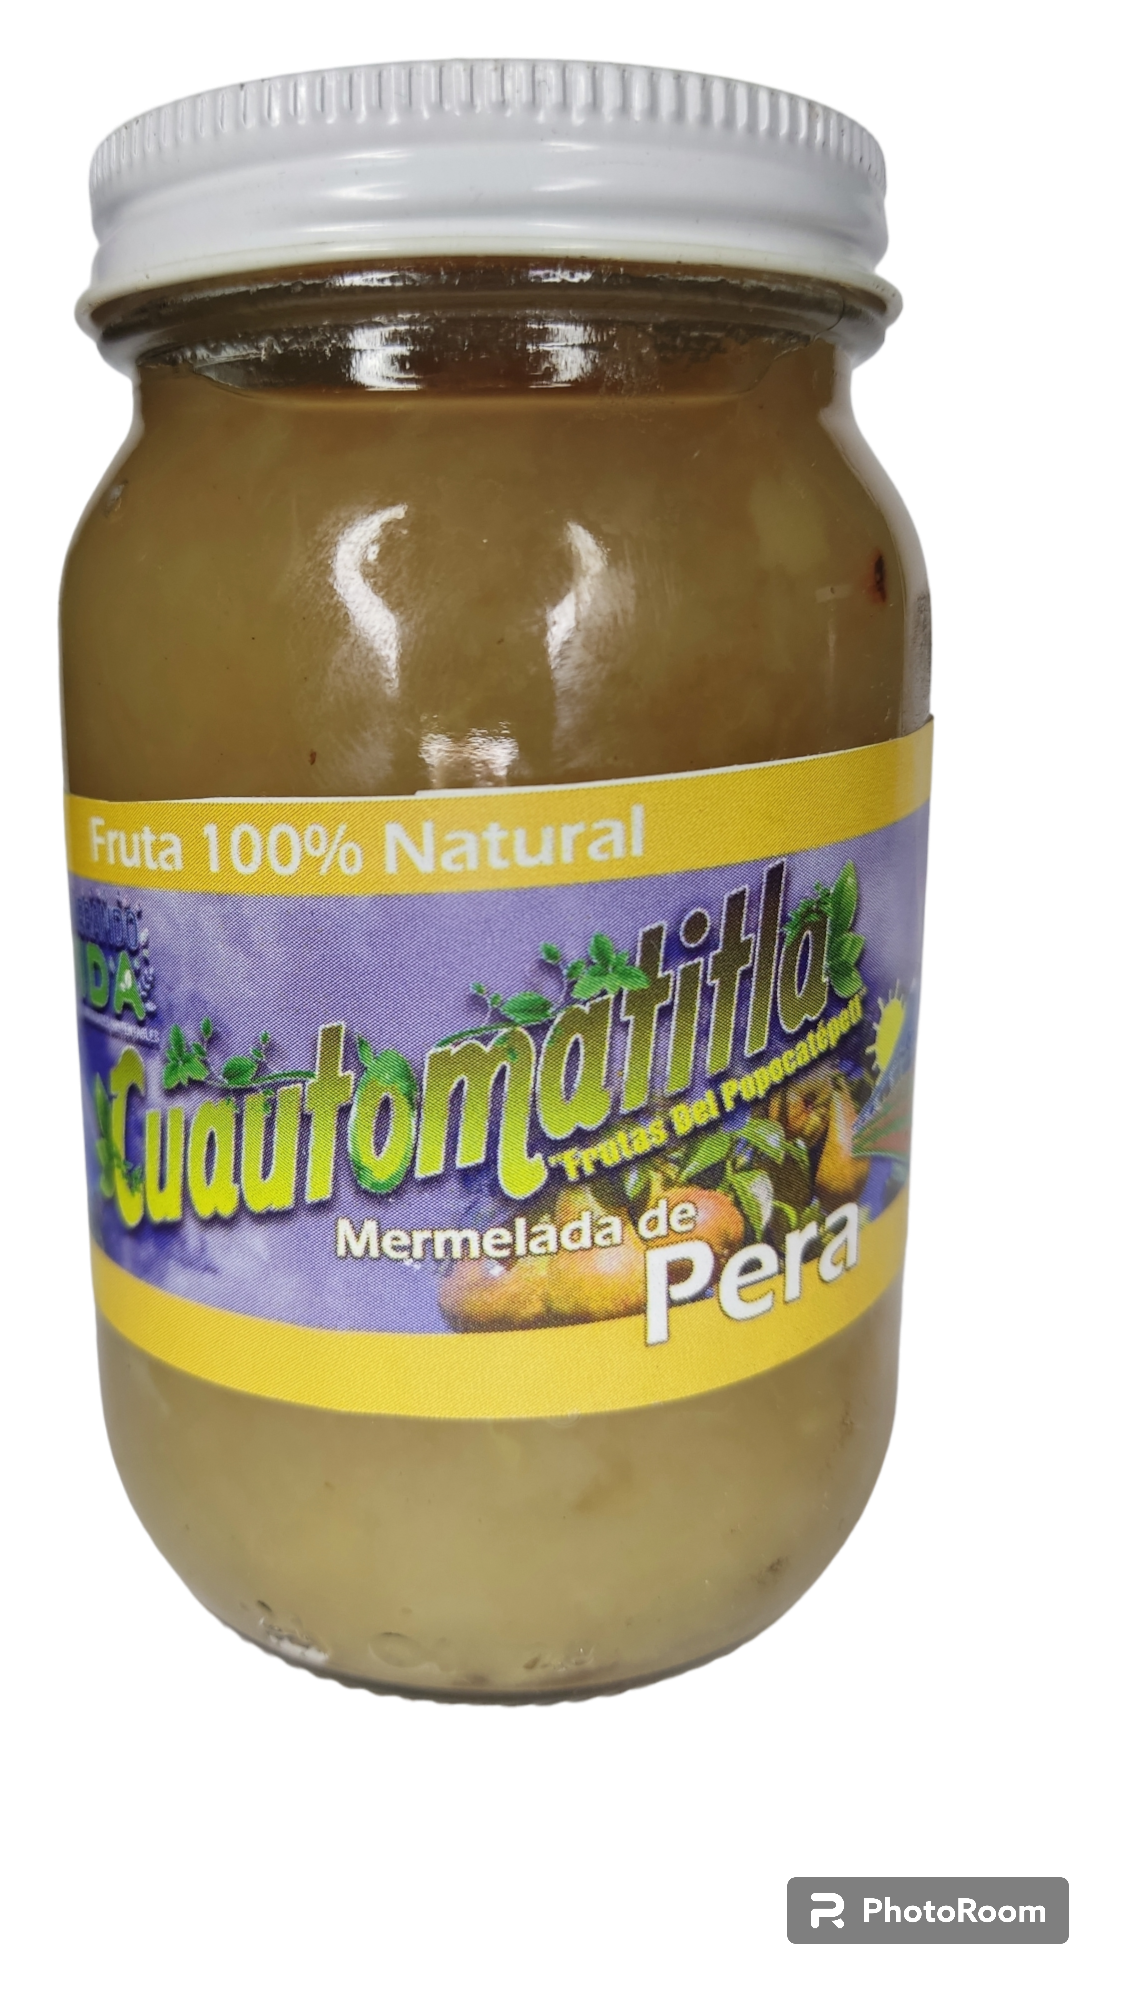 Fruta 100% Natural
Cuautomatitla
"Frutas Del Popocatépetl
Mermelada de
Pera
PhotoRoom